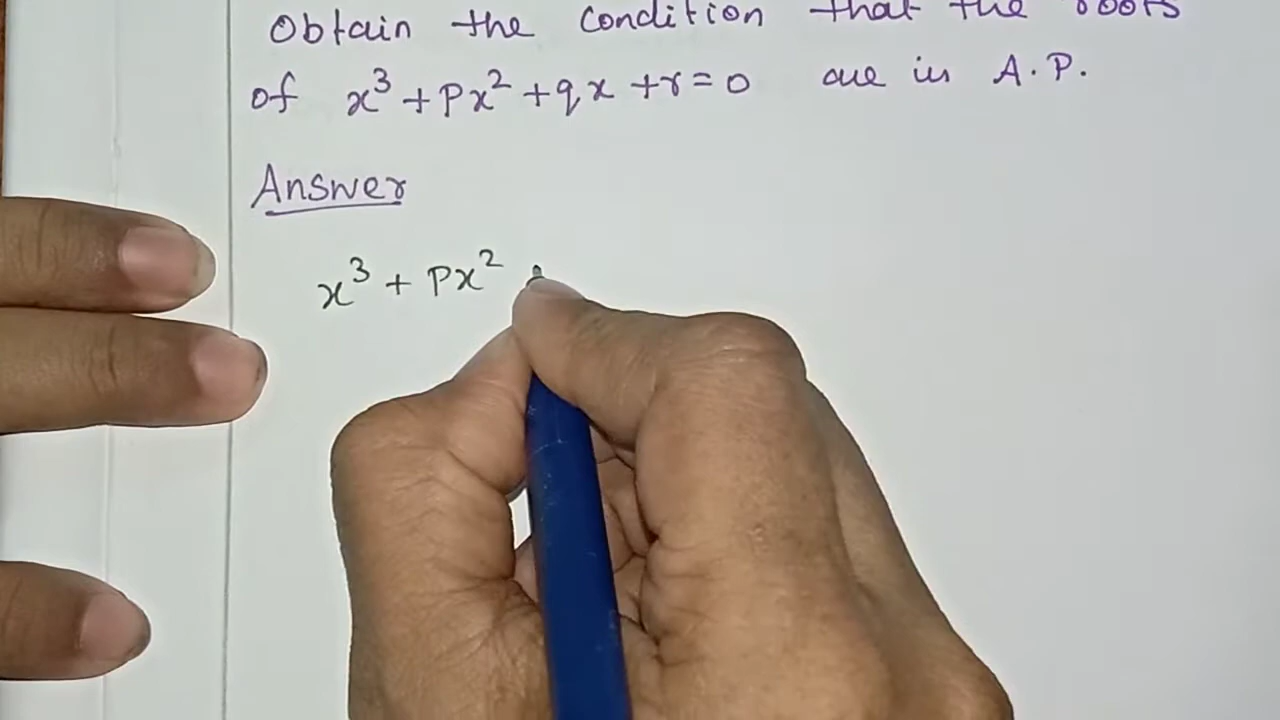 Obtain the condition that the roots
of x³ + px² + qx + r = 0 are in A.P.
Answer
x³ + px²